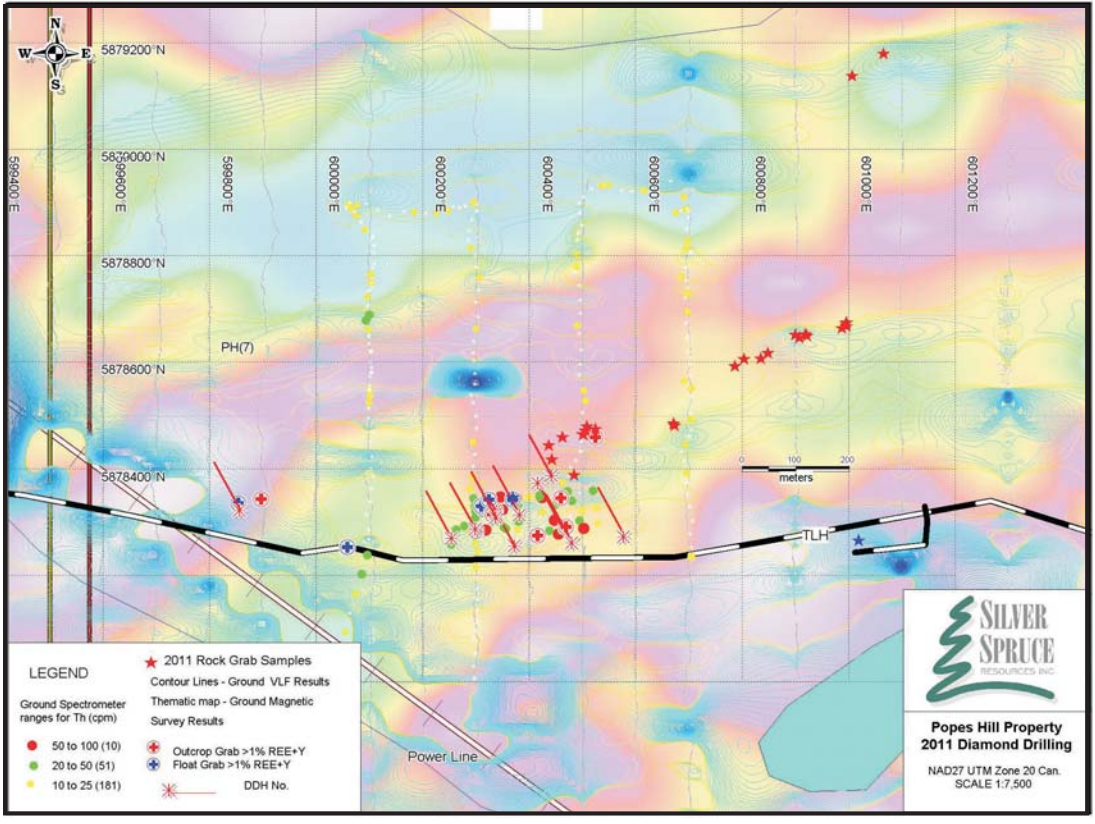 N
W E
S
5879200°N
5879000°N
5878800°N
5878600°N
5878400°N
599400°E
599600°E
599800°E
600000°E
600200°E
600400°E
600600°E
600800°E
601000°E
601200°E
PH(7)
0 100 200
meters
TLH
Power Line
LEGEND
Ground Spectrometer
ranges for Th (cpm)
50 to 100 (10)
20 to 50 (51)
10 to 25 (181)
2011 Rock Grab Samples
Contour Lines - Ground VLF Results
Thematic map - Ground Magnetic
Survey Results
Outcrop Grab >1% REE+Y
Float Grab >1% REE+Y
DDH No.
SILVER
SPRUCE
RESOURCES INC.
Popes Hill Property
2011 Diamond Drilling
NAD27 UTM Zone 20 Can.
SCALE 1:7,500